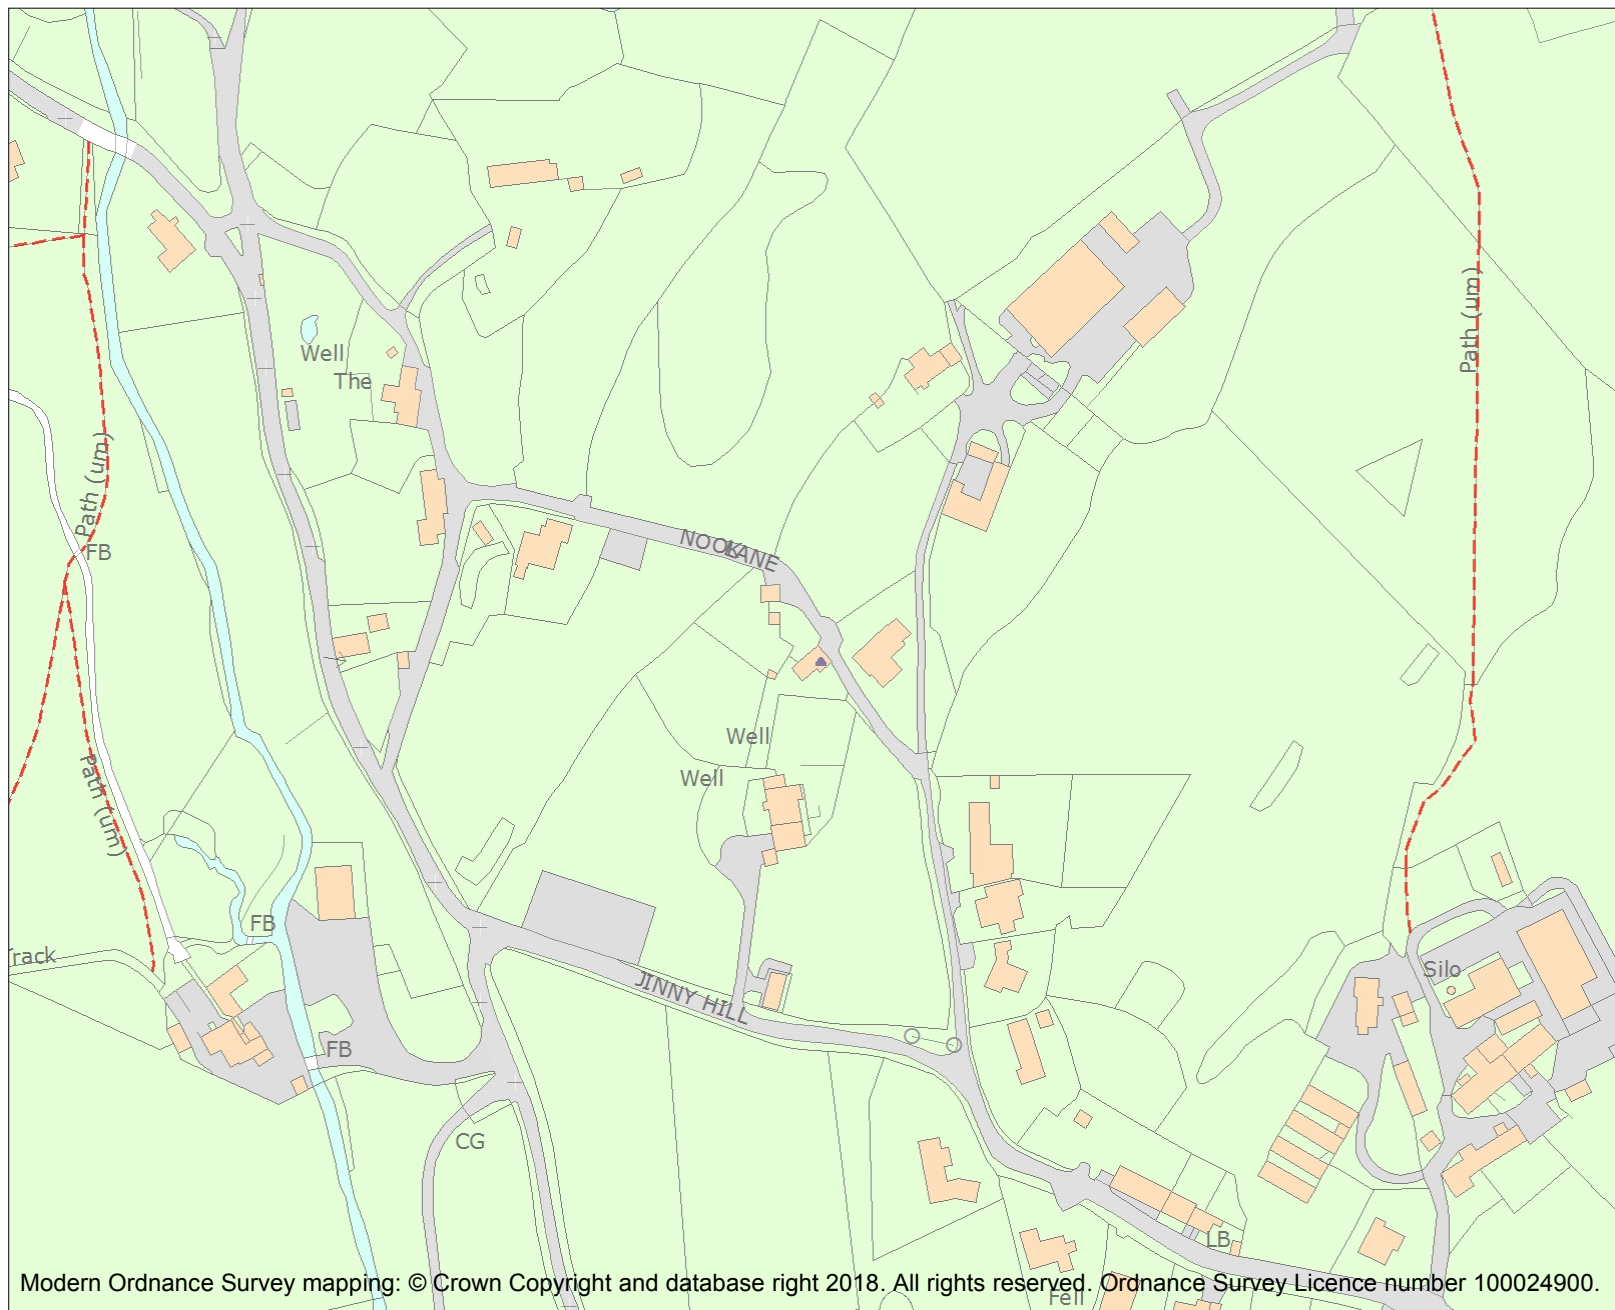 Path (um)
Well
The
Path (um)
FB
NOOK LANE
Well
Well
Path (um)
FB
rack
Silo
JINNY HILL
FB
CG
LB
Fell
Modern Ordnance Survey mapping: © Crown Copyright and database right 2018. All rights reserved. Ordnance Survey Licence number 100024900.